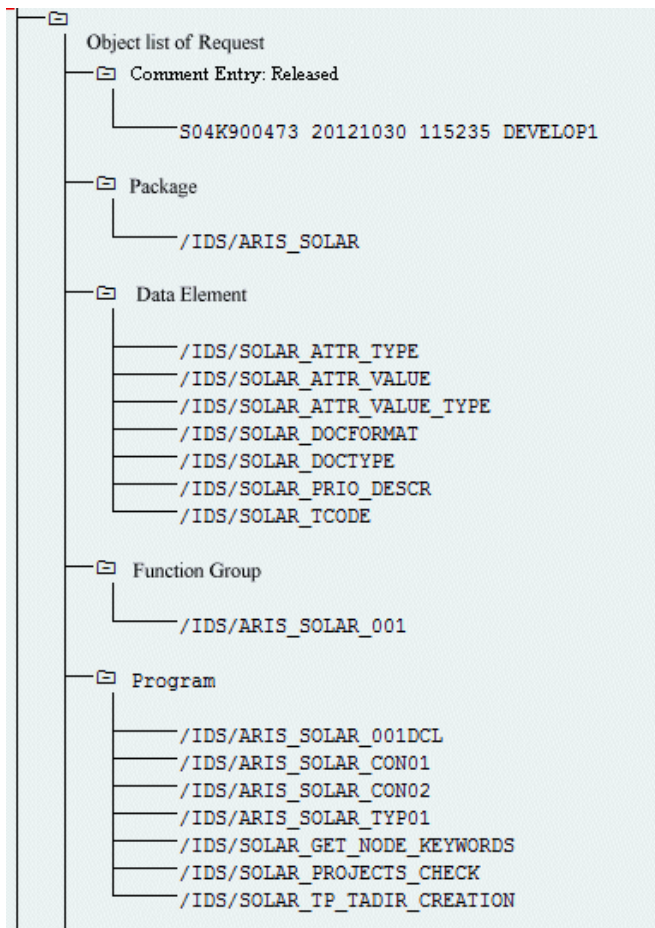 Object list of Request
Comment Entry: Released
S04K900473 20121030 115235 DEVELOP1
Package
/IDS/ARIS_SOLAR
Data Element
/IDS/SOLAR_ATTR_TYPE
/IDS/SOLAR_ATTR_VALUE
/IDS/SOLAR_ATTR_VALUE_TYPE
/IDS/SOLAR_DOCFORMAT
/IDS/SOLAR_DOCTYPE
/IDS/SOLAR_PRIO_DESCR
/IDS/SOLAR_TCODE
Function Group
/IDS/ARIS_SOLAR_001
Program
/IDS/ARIS_SOLAR_001DCL
/IDS/ARIS_SOLAR_CON01
/IDS/ARIS_SOLAR_CON02
/IDS/ARIS_SOLAR_TYP01
/IDS/SOLAR_GET_NODE_KEYWORDS
/IDS/SOLAR_PROJECTS_CHECK
/IDS/SOLAR_TP_TADIR_CREATION